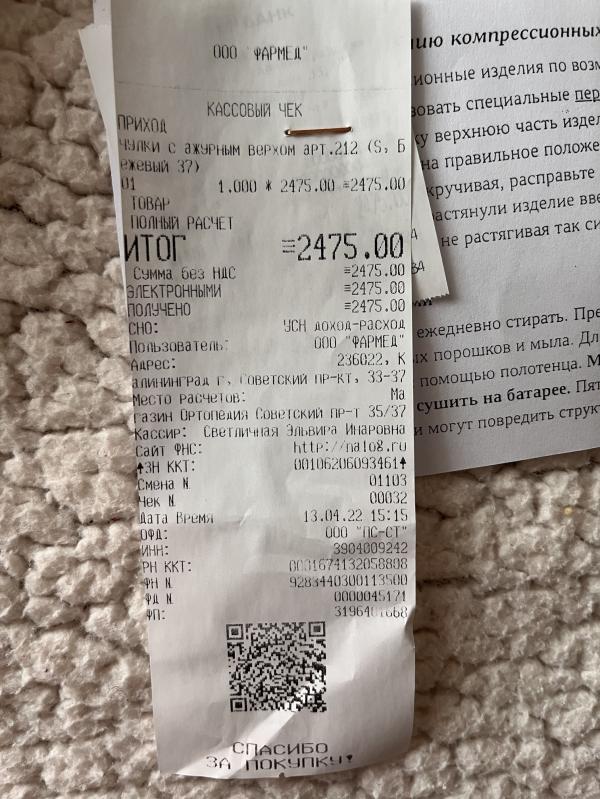 ООО "ФАРМЕД"
КАССОВЫЙ ЧЕК
ПРИХОД
ЧУЛКИ С АЖУРНЫМ ВЕРХОМ АРТ.212 (S, Б
ЕЖЕВЫЙ 37)
01 1.000 * 2475.00 =2475.00
ТОВАР
ПОЛНЫЙ РАСЧЕТ
ИТОГ =2475.00
Сумма без НДС =2475.00
ЭЛЕКТРОННЫМИ =2475.00
ПОЛУЧЕНО =2475.00
СНО: УСН доход-расход
Пользователь: ООО "ФАРМЕД"
Адрес: 236022, К
алининград г, Советский пр-кт, 33-37
Место расчетов: Ма
газин Ортопедия Советский пр-т 35/37
Кассир: Светличная Эльвира Инаровна
Сайт ФНС: http://nalog.ru
ЗН ККТ: 00106206093461
Смена N 01103
Чек N 00032
Дата Время 13.04.22 15:15
ОФД: ООО "ПС-СТ"
ИНН: 3904009242
РН ККТ: 0001674132058808
ФН N 9283440300113500
ФД N 0000045171
ФП:
СПАСИБО
ЗА ПОКУПКУ!
84
нию компрессионных
ионные изделия по возм
зовать специальные пер
ку верхнюю часть издел
на правильное положе
кручивая, расправьте
астянули изделие вве
не растягивая так си
ежедневно стирать. Пре
х порошков и мыла. Дл
помощью полотенца. М
сушить на батарее. Пят
и могут повредить структ